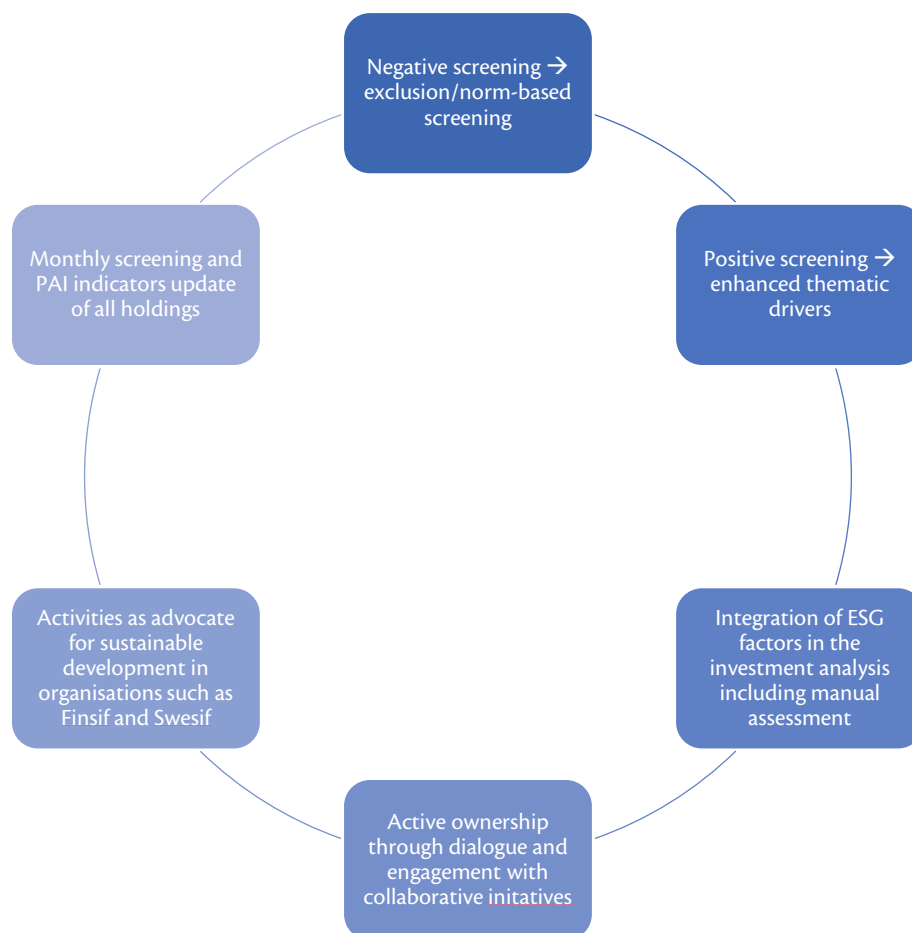 Negative screening →
exclusion/norm-based
screening
Positive screening →
enhanced thematic
drivers
Integration of ESG
factors in the
investment analysis
including manual
assessment
Active ownership
through dialogue and
engagement with
collaborative initatives
Activities as advocate
for sustainable
development in
organisations such as
Finsif and Swesif
Monthly screening and
PAI indicators update
of all holdings